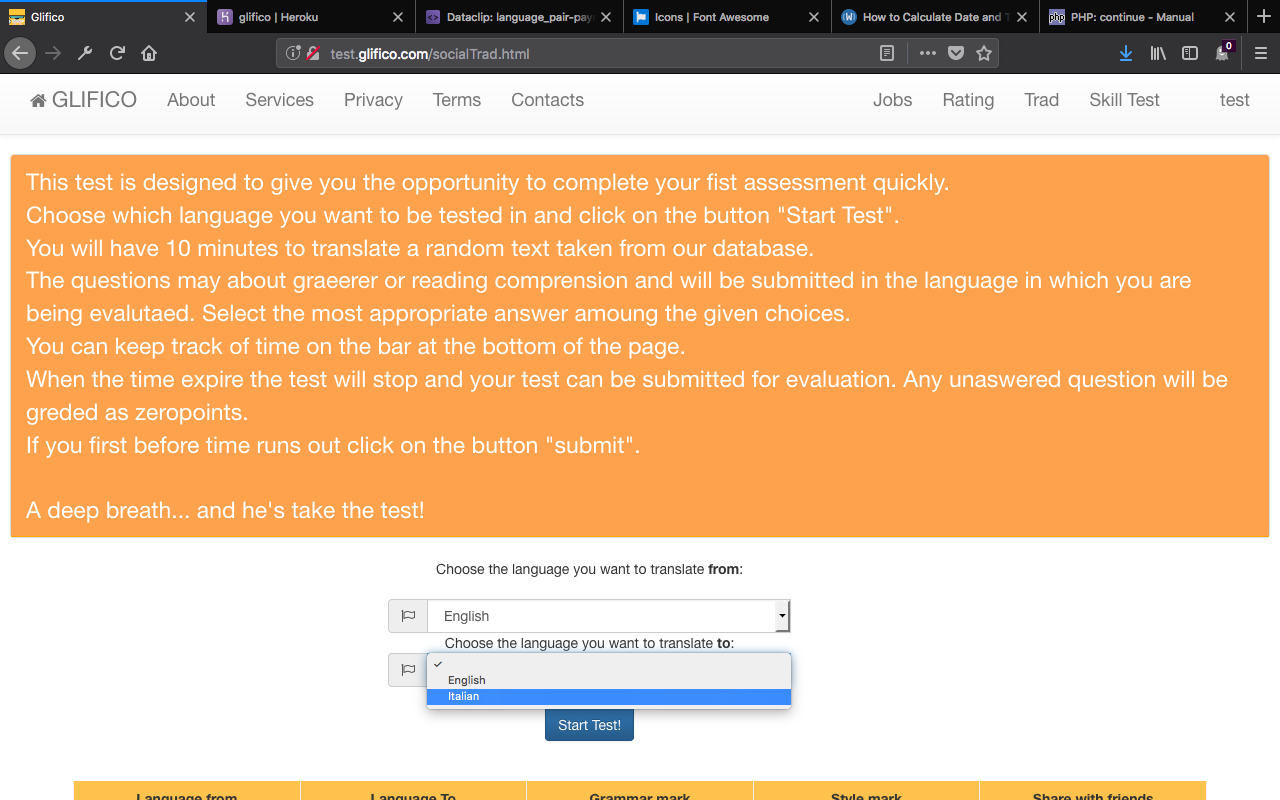 Glifico
glifico | Heroku
Dataclip: language_pair-pay
Icons | Font Awesome
How to Calculate Date and T
php PHP: continue - Manual
test.glifico.com/socialTrad.html
0
GLIFICO About Services Privacy Terms Contacts Jobs Rating Trad Skill Test test
This test is designed to give you the opportunity to complete your fist assessment quickly.
Choose which language you want to be tested in and click on the button "Start Test".
You will have 10 minutes to translate a random text taken from our database.
The questions may about graeerer or reading comprension and will be submitted in the language in which you are
being evalutaed. Select the most appropriate answer amoung the given choices.
You can keep track of time on the bar at the bottom of the page.
When the time expire the test will stop and your test can be submitted for evaluation. Any unaswered question will be
greded as zeropoints.
If you first before time runs out click on the button "submit".
A deep breath... and he's take the test!
Choose the language you want to translate from:
English
Choose the language you want to translate to:
English
Italian
Start Test!
Language from Language To Grammar mark Style mark Share with friends